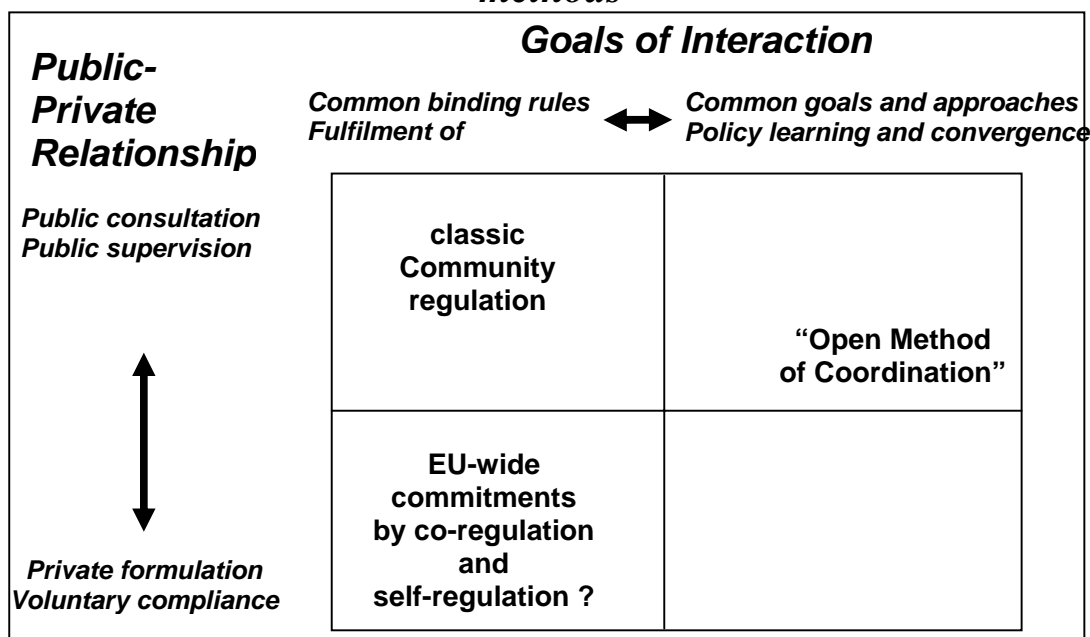 Goals of Interaction
Public-
Private
Relationship
Common binding rules
Fulfilment of
Common goals and approaches
Policy learning and convergence
Public consultation
Public supervision
classic
Community
regulation
“Open Method
of Coordination”
EU-wide
commitments
by co-regulation
and
self-regulation ?
Private formulation
Voluntary compliance